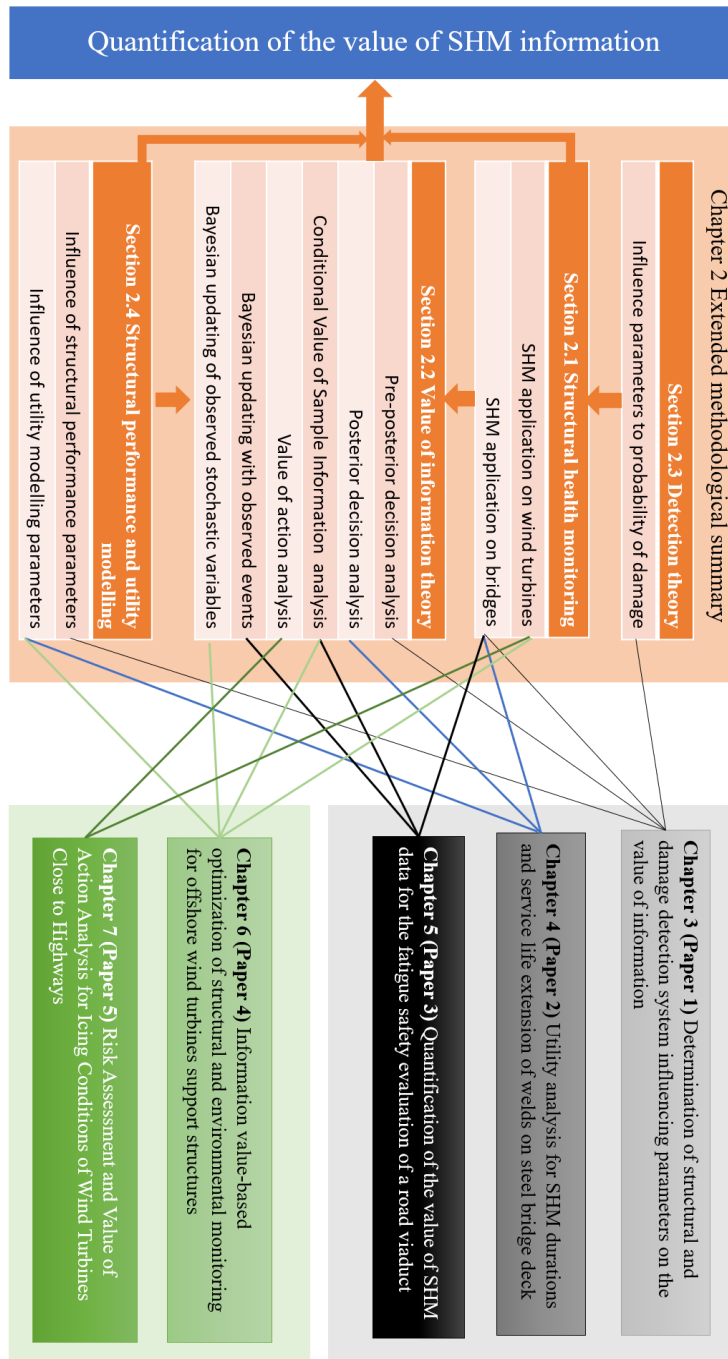 Quantification of the value of SHM information
Chapter 2 Extended methodological summary
Section 2.3 Detection theory
Influence parameters to probability of damage
Section 2.1 Structural health monitoring
SHM application on wind turbines
SHM application on bridges
Section 2.2 Value of information theory
Pre-posterior decision analysis
Posterior decision analysis
Conditional Value of Sample Information analysis
Value of action analysis
Bayesian updating with observed events
Bayesian updating of observed stochastic variables
Section 2.4 Structural performance and utility
modelling
Influence of structural performance parameters
Influence of utility modelling parameters
Chapter 3 (Paper 1) Determination of structural and
damage detection system influencing parameters on the
value of information
Chapter 4 (Paper 2) Utility analysis for SHM durations
and service life extension of welds on steel bridge deck
Chapter 5 (Paper 3) Quantification of the value of SHM
data for the fatigue safety evaluation of a road viaduct
Chapter 6 (Paper 4) Information value-based
optimization of structural and environmental monitoring
for offshore wind turbines support structures
Chapter 7 (Paper 5) Risk Assessment and Value of
Action Analysis for Icing Conditions of Wind Turbines
Close to Highways